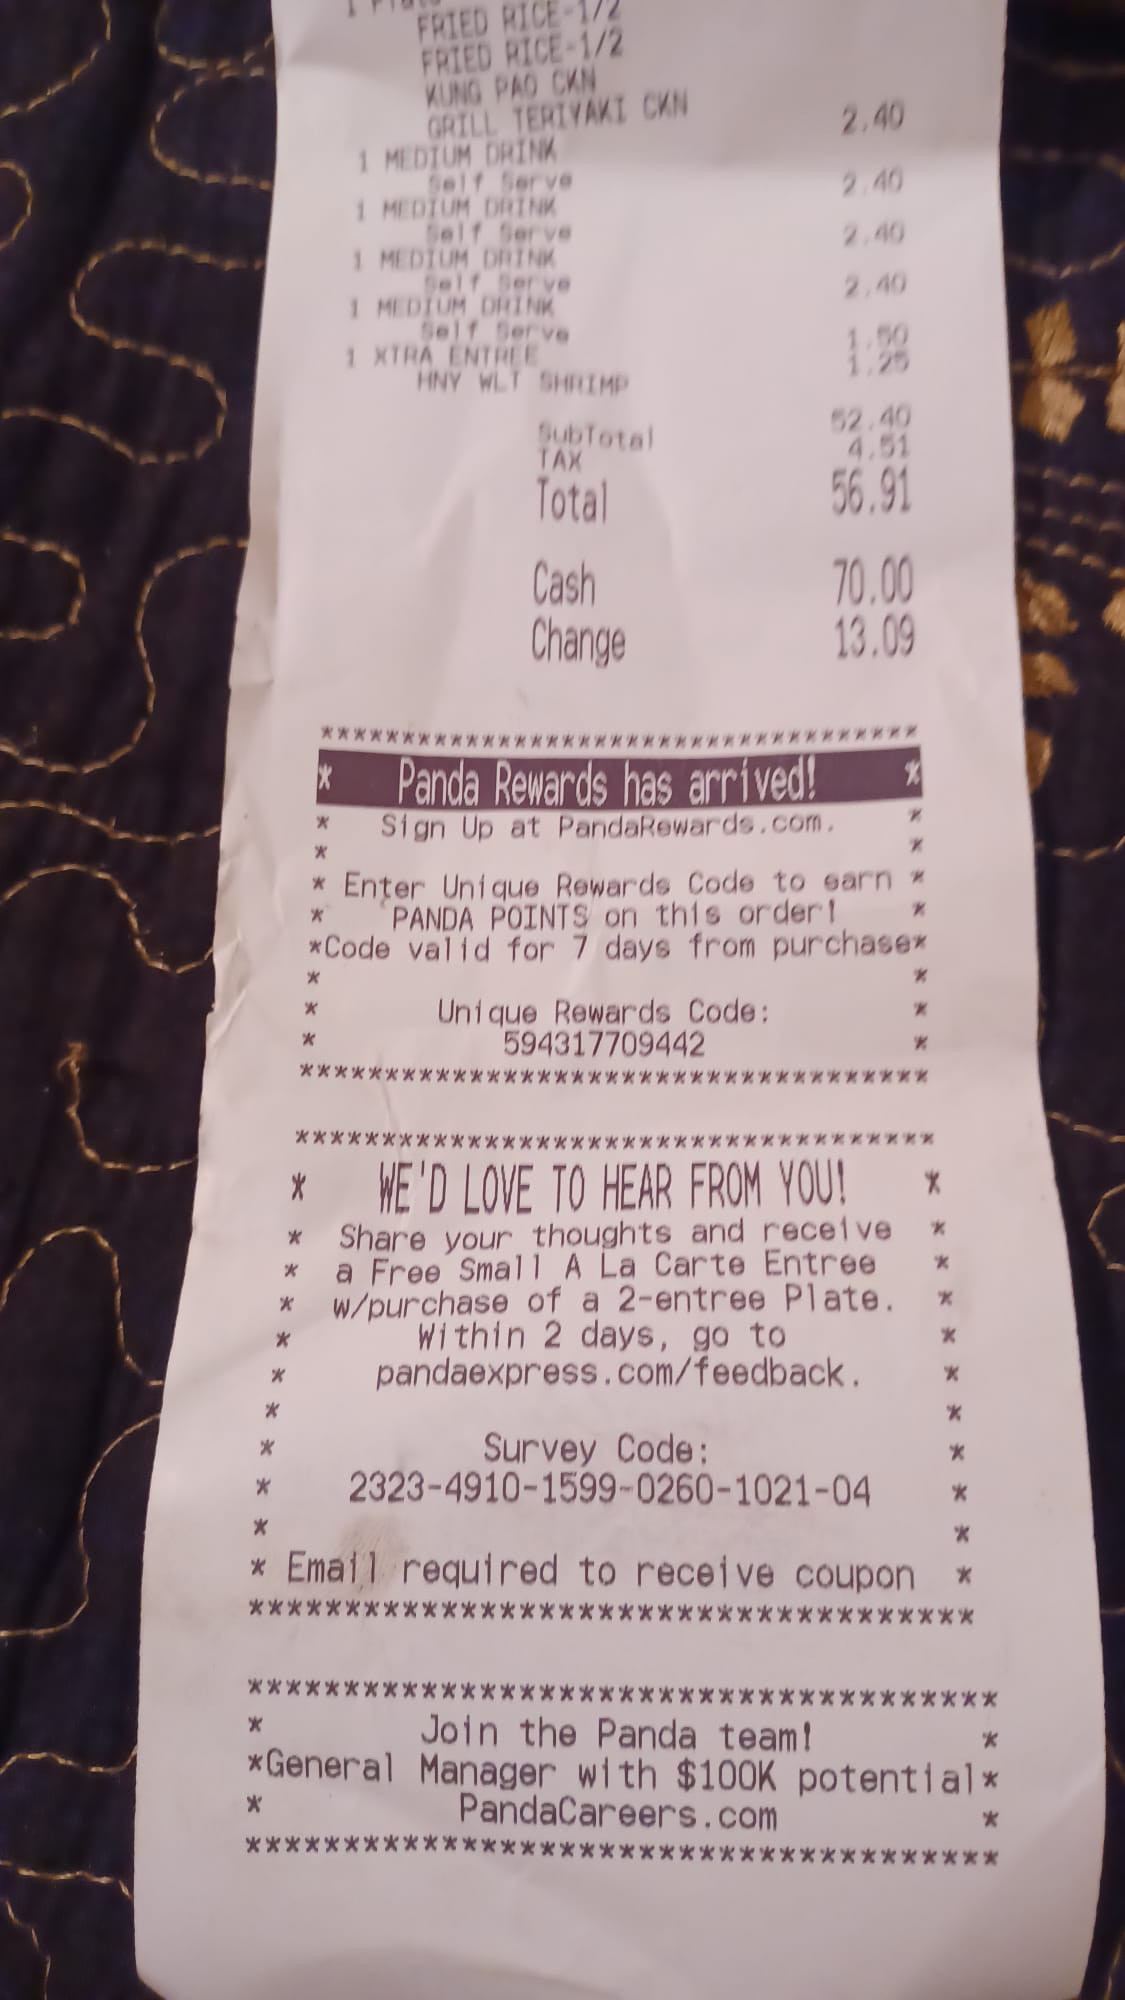 1 Plate
FRIED RICE-1/2
FRIED RICE-1/2
KUNG PAO CKN
GRILL TERIYAKI CKN
1 MEDIUM DRINK 2.40
Self Serve
1 MEDIUM DRINK 2.40
Self Serve
1 MEDIUM DRINK 2.40
Self Serve
1 MEDIUM DRINK 2.40
Self Serve
1 XTRA ENTREE 1.50
HNY WLT SHRIMP 1.25
SubTotal 52.40
TAX 4.51
Total 56.91
Cash 70.00
Change 13.09
*************************************
* Panda Rewards has arrived! *
* Sign Up at PandaRewards.com. *
* *
* Enter Unique Rewards Code to earn *
* PANDA POINTS on this order! *
*Code valid for 7 days from purchase*
* *
* Unique Rewards Code: *
* 594317709442 *
*************************************
*************************************
* WE'D LOVE TO HEAR FROM YOU! *
* Share your thoughts and receive *
* a Free Small A La Carte Entree *
* w/purchase of a 2-entree Plate. *
* Within 2 days, go to *
* pandaexpress.com/feedback. *
* *
* Survey Code: *
* 2323-4910-1599-0260-1021-04 *
* *
* Email required to receive coupon *
*************************************
*************************************
* Join the Panda team! *
*General Manager with $100K potential*
* PandaCareers.com *
*************************************